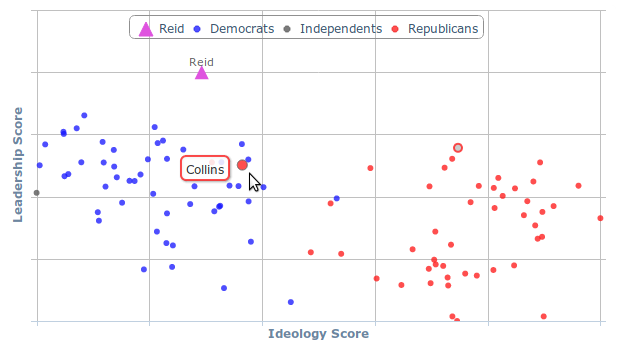 Reid Democrats Independents Republicans
Reid
Collins
Leadership Score
Ideology Score